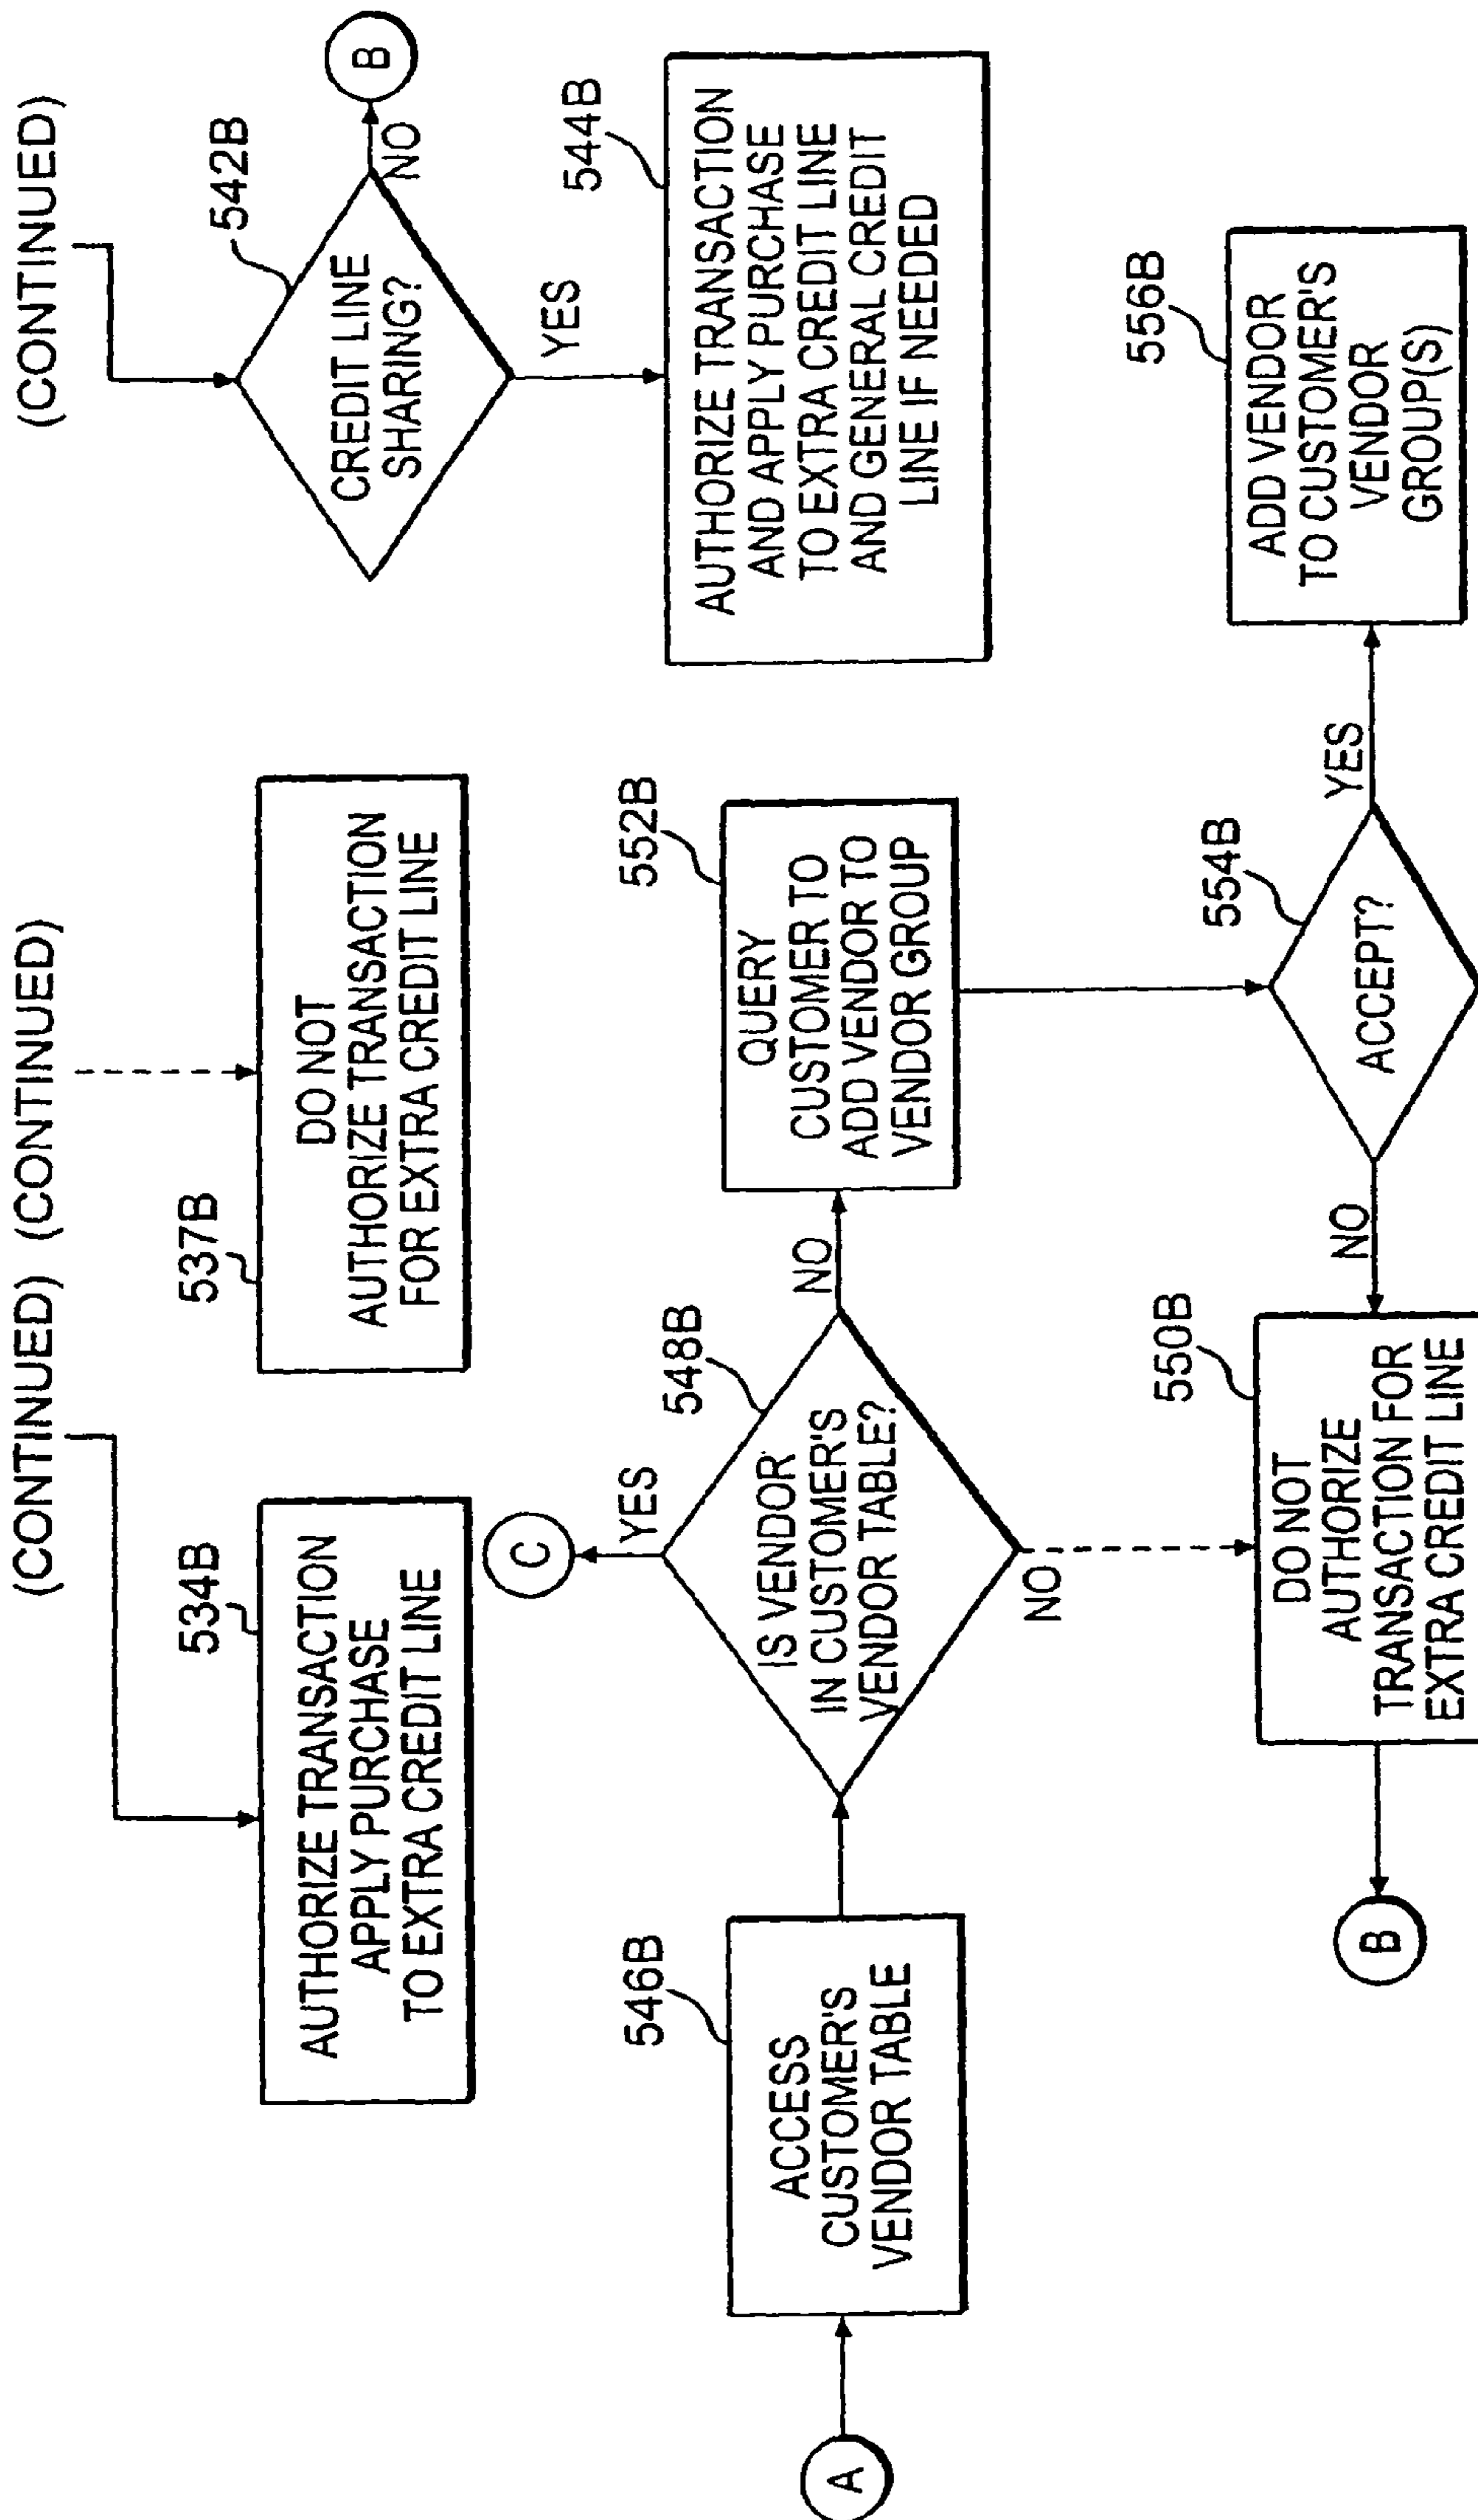 (CONTINUED) (CONTINUED)
(CONTINUED)
534B
AUTHORIZE TRANSACTION
APPLY PURCHASE
TO EXTRA CREDIT LINE
537B
DO NOT
AUTHORIZE TRANSACTION
FOR EXTRA CREDIT LINE
542B
CREDIT LINE
SHARING?
NO
B
YES
544B
AUTHORIZE TRANSACTION
AND APPLY PURCHASE
TO EXTRA CREDIT LINE
AND GENERAL CREDIT
LINE IF NEEDED
A
546B
ACCESS
CUSTOMER'S
VENDOR TABLE
C
YES
548B
IS VENDOR
IN CUSTOMER'S
VENDOR TABLE?
NO
NO
552B
QUERY
CUSTOMER TO
ADD VENDOR TO
VENDOR GROUP
B
550B
DO NOT
AUTHORIZE
TRANSACTION FOR
EXTRA CREDIT LINE
NO
554B
ACCEPT?
YES
556B
ADD VENDOR
TO CUSTOMER'S
VENDOR
GROUP(S)